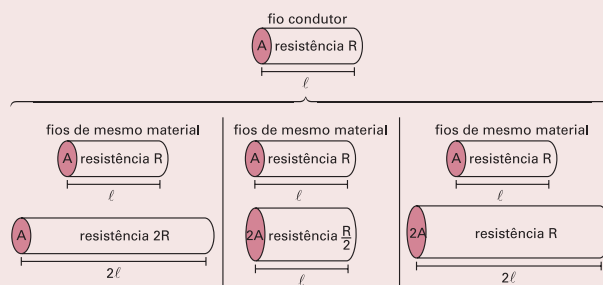 fio condutor
A resistência R
ℓ
fios de mesmo material
A resistência R
ℓ
A resistência 2R
2ℓ
fios de mesmo material
A resistência R
ℓ
2A resistência R/2
ℓ
fios de mesmo material
A resistência R
ℓ
2A resistência R
2ℓ